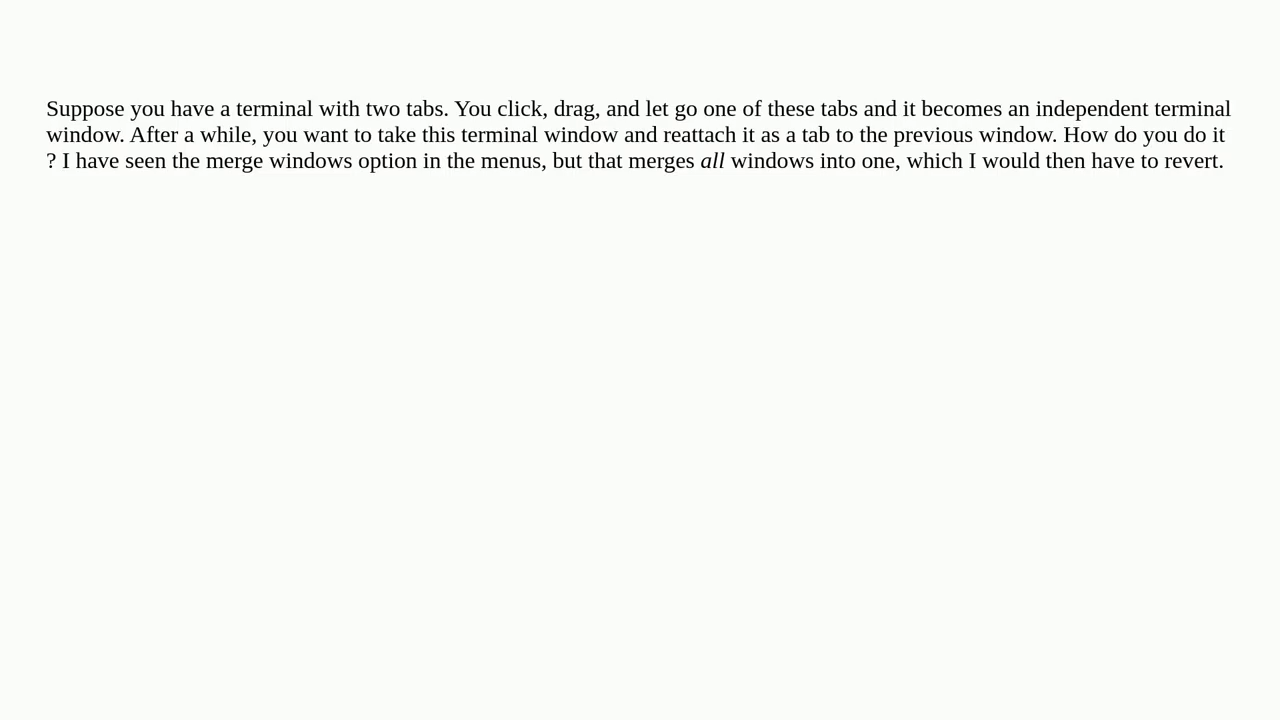 Suppose you have a terminal with two tabs. You click, drag, and let go one of these tabs and it becomes an independent terminal
window. After a while, you want to take this terminal window and reattach it as a tab to the previous window. How do you do it
? I have seen the merge windows option in the menus, but that merges all windows into one, which I would then have to revert.